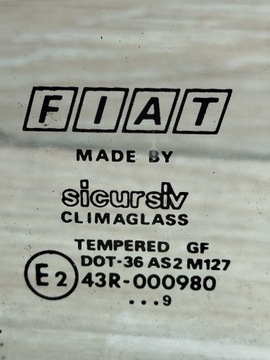 FIAT
MADE BY
sicursiv
CLIMAGLASS
TEMPERED GF
DOT-36 AS2 M127
E2 43R-000980
...9